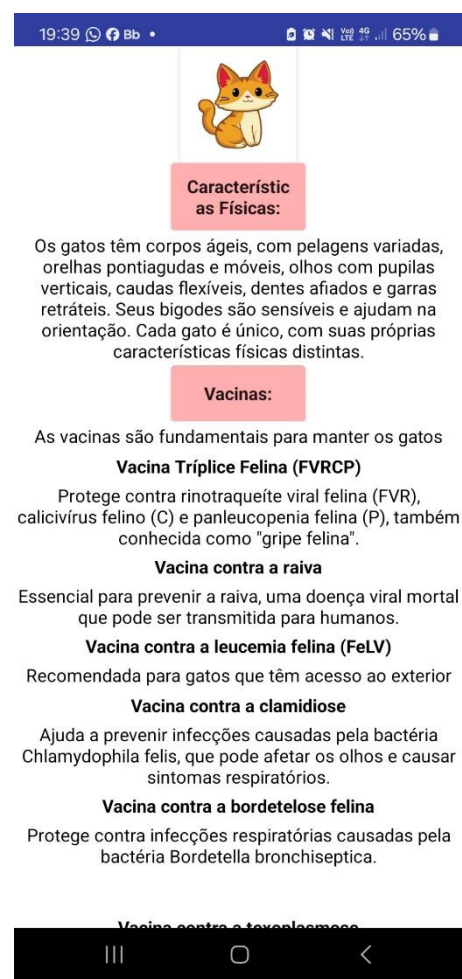 19:39 Bb •
Vo) 4G
LTE 65%
Característic
as Físicas:
Os gatos têm corpos ágeis, com pelagens variadas,
orelhas pontiagudas e móveis, olhos com pupilas
verticais, caudas flexíveis, dentes afiados e garras
retráteis. Seus bigodes são sensíveis e ajudam na
orientação. Cada gato é único, com suas próprias
características físicas distintas.
Vacinas:
As vacinas são fundamentais para manter os gatos
Vacina Tríplice Felina (FVRCP)
Protege contra rinotraqueíte viral felina (FVR),
calicivírus felino (C) e panleucopenia felina (P), também
conhecida como "gripe felina".
Vacina contra a raiva
Essencial para prevenir a raiva, uma doença viral mortal
que pode ser transmitida para humanos.
Vacina contra a leucemia felina (FeLV)
Recomendada para gatos que têm acesso ao exterior
Vacina contra a clamidiose
Ajuda a prevenir infecções causadas pela bactéria
Chlamydophila felis, que pode afetar os olhos e causar
sintomas respiratórios.
Vacina contra a bordetelose felina
Protege contra infecções respiratórias causadas pela
bactéria Bordetella bronchiseptica.
Vacina contra a toxoplasmose